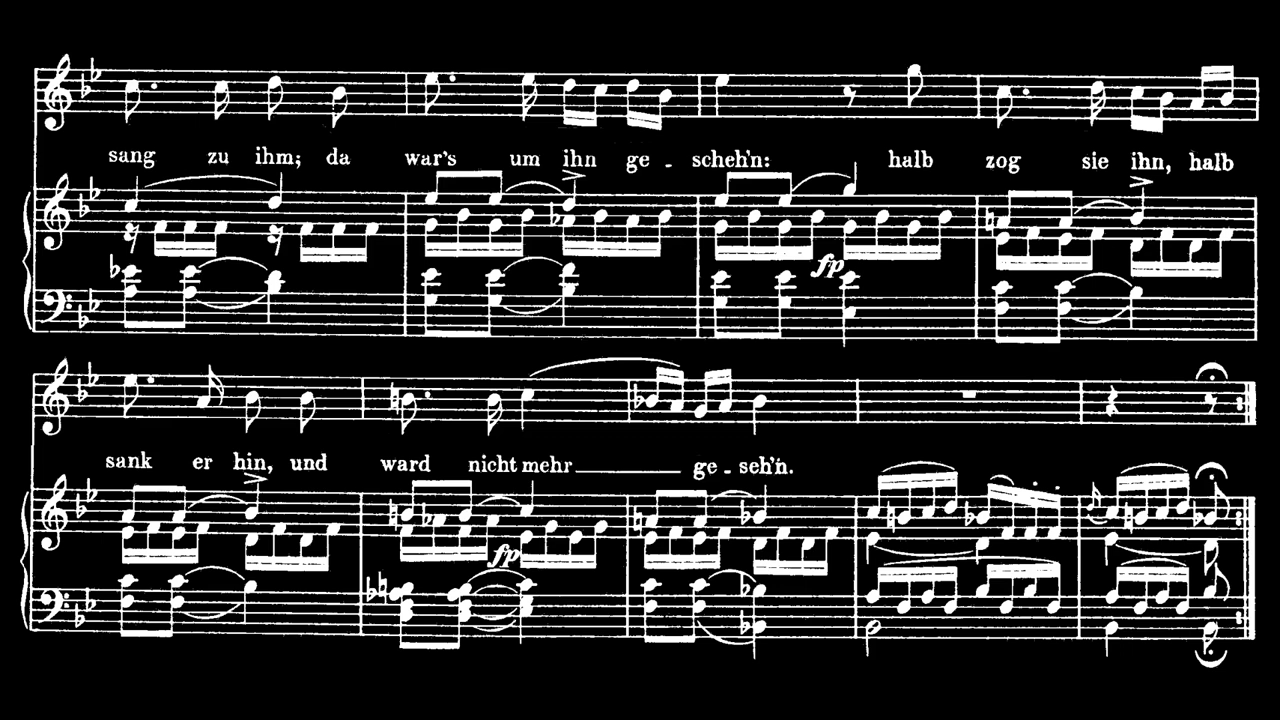 sang zu ihm; da war's um ihn ge - scheh'n: halb zog sie ihn, halb
fp
sank er hin, und ward nicht mehr ge - seh'n.
fp